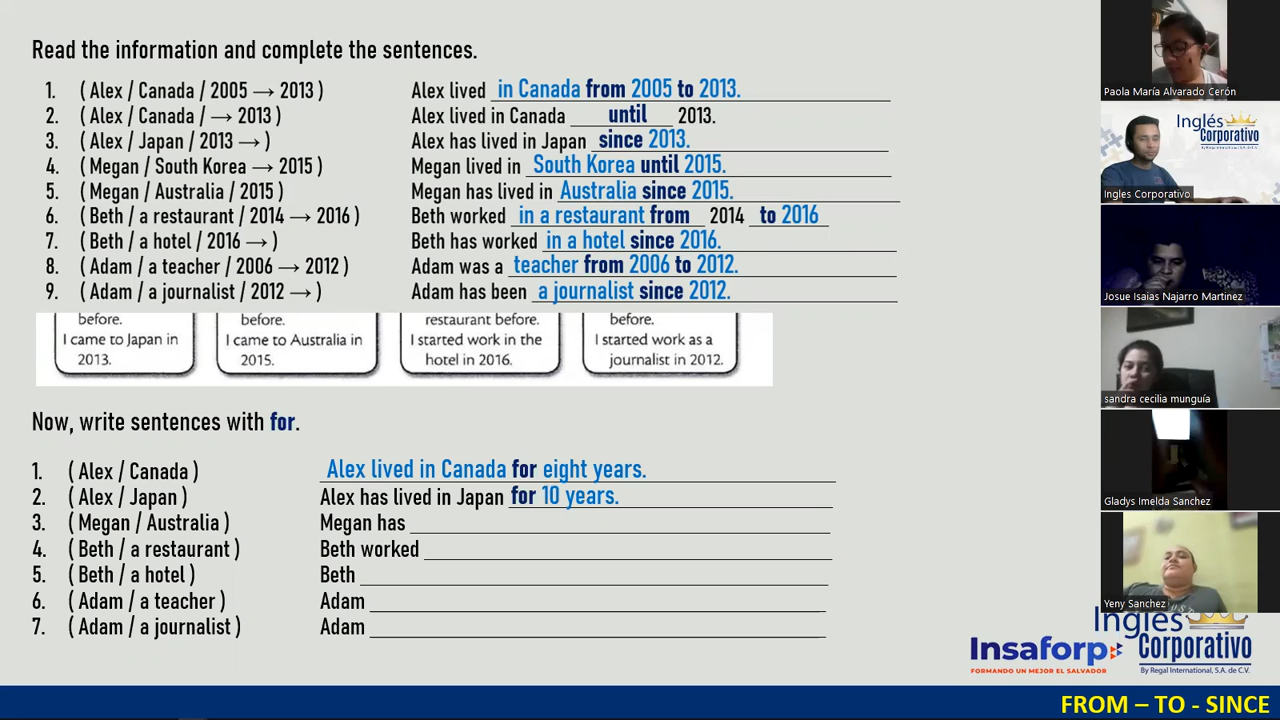 Read the information and complete the sentences.
1. ( Alex / Canada / 2005 → 2013 ) Alex lived in Canada from 2005 to 2013.
2. ( Alex / Canada / → 2013 ) Alex lived in Canada ______ until ______ 2013.
3. ( Alex / Japan / 2013 → ) Alex has lived in Japan since 2013.
4. ( Megan / South Korea → 2015 ) Megan lived in South Korea until 2015.
5. ( Megan / Australia / 2015 ) Megan has lived in Australia since 2015.
6. ( Beth / a restaurant / 2014 → 2016 ) Beth worked in a restaurant from 2014 to 2016
7. ( Beth / a hotel / 2016 → ) Beth has worked in a hotel since 2016.
8. ( Adam / a teacher / 2006 → 2012 ) Adam was a teacher from 2006 to 2012.
9. ( Adam / a journalist / 2012 → ) Adam has been a journalist since 2012.
before.
I came to Japan in
2013.
before.
I came to Australia in
2015.
restaurant before.
I started work in the
hotel in 2016.
before.
I started work as a
journalist in 2012.
Now, write sentences with for.
1. ( Alex / Canada ) Alex lived in Canada for eight years.
2. ( Alex / Japan ) Alex has lived in Japan for 10 years.
3. ( Megan / Australia ) Megan has
4. ( Beth / a restaurant ) Beth worked
5. ( Beth / a hotel ) Beth
6. ( Adam / a teacher ) Adam
7. ( Adam / a journalist ) Adam
Paola María Alvarado Cerón
Inglés
Corporativo
By Regal International, S.A. de C.V.
Ingles Corporativo
Josue Isaias Najarro Martinez
sandra cecilia munguía
Gladys Imelda Sanchez
Yeny Sanchez
Insaforp
FORMANDO UN MEJOR EL SALVADOR
Inglés
Corporativo
By Regal International, S.A. de C.V.
FROM – TO - SINCE